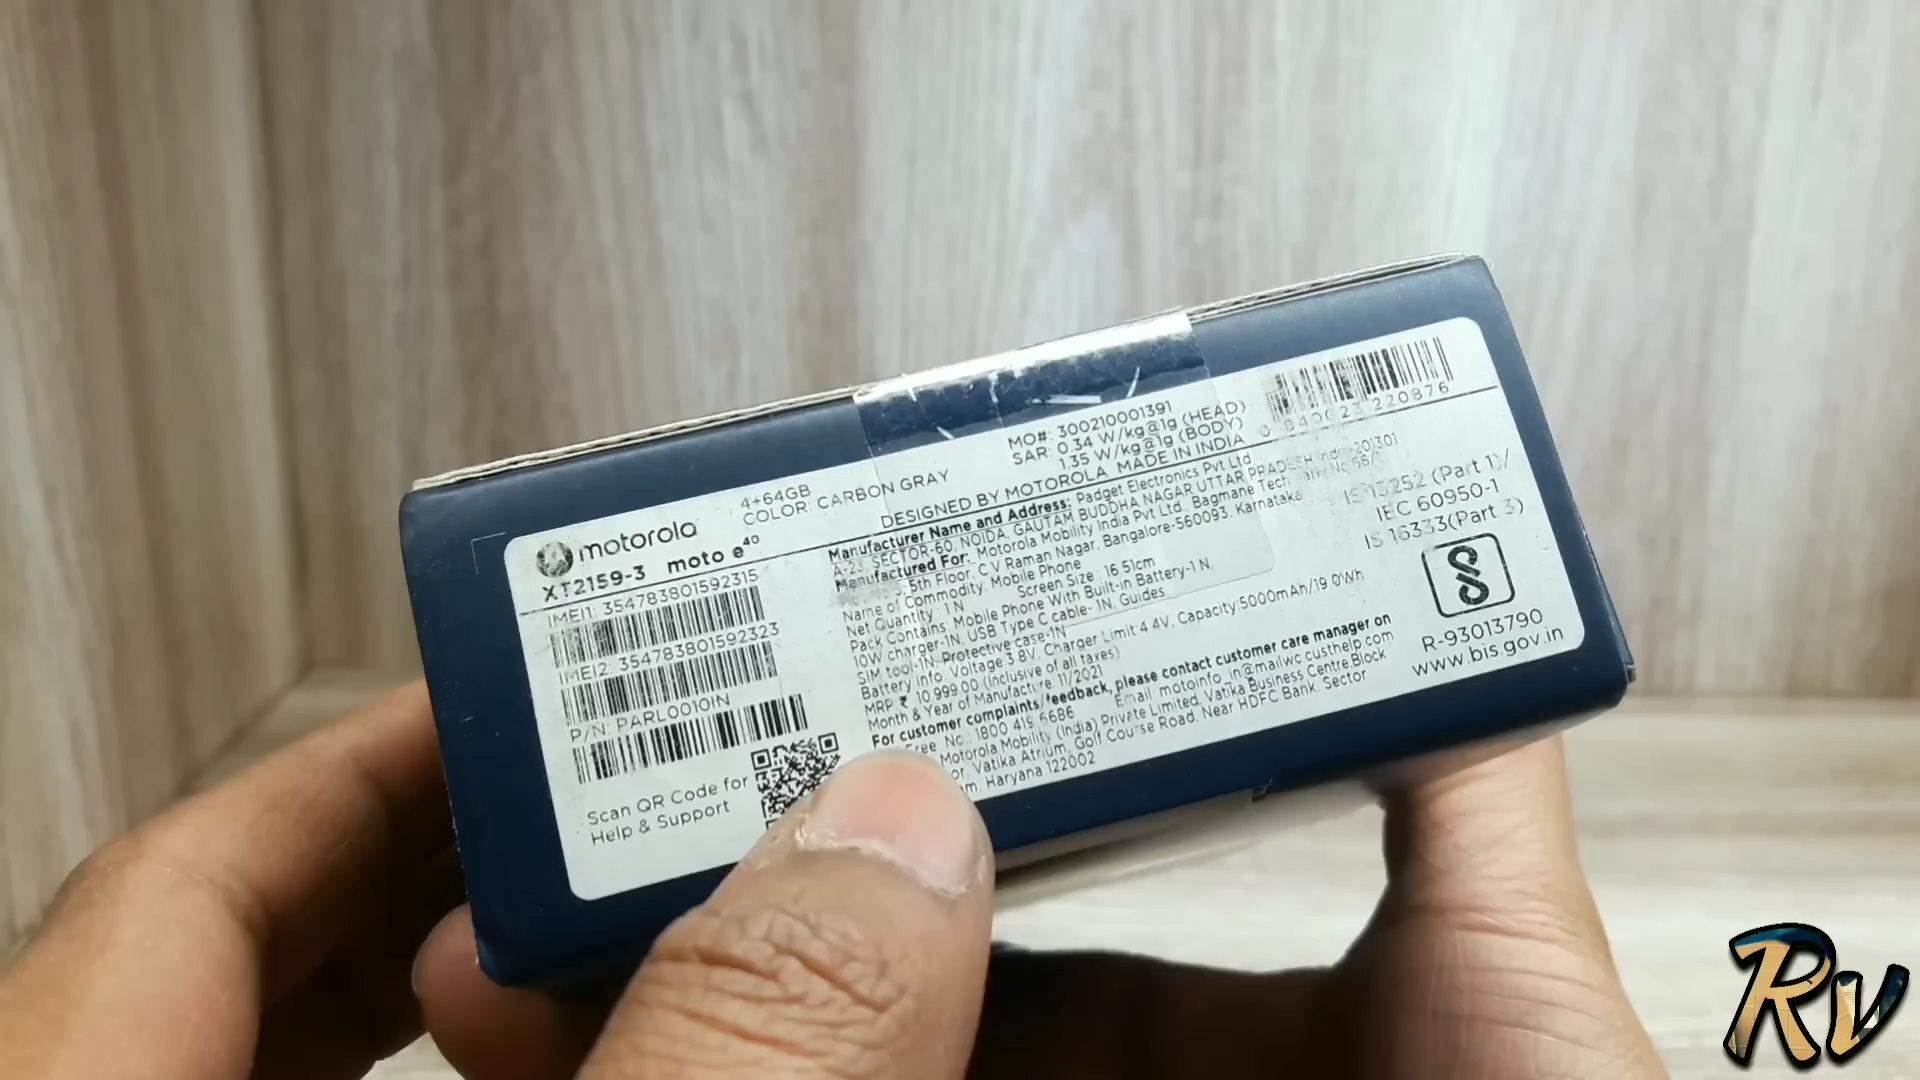 motorola
XT2159-3 moto e40
4+64GB
COLOR: CARBON GRAY
MO#: 300210001391
SAR: 0.34 W/kg@1g (HEAD)
1.35 W/kg@1g (BODY)
DESIGNED BY MOTOROLA MADE IN INDIA
0 840023 220876
IMEI1: 354783801592315
IMEI2: 354783801592323
P/N: PARL0010IN
Scan QR Code for
Help & Support
Manufacturer Name and Address: Padget Electronics Pvt Ltd
SECTOR-60, NOIDA, GAUTAM BUDDHA NAGAR UTTAR PRADESH India-201301
Manufactured For: Motorola Mobility India Pvt Ltd., Bagmane Tech
5th Floor, C V Raman Nagar, Bangalore-560093, Karnataka
Name of Commodity: Mobile Phone
Net Quantity: 1 N Screen Size: 16.51cm
Pack Contains: Mobile Phone With Built-in Battery-1 N,
10W charger-1N, USB Type C cable- 1N, Guides
SIM tool-1N, Protective case-1N
Battery info: Voltage 3.8V, Charger Limit:4.4V, Capacity:5000mAh/19.0Wh
MRP: ₹ 10,999.00 (Inclusive of all taxes)
Month & Year of Manufacture: 11/2021
For customer complaints/feedback, please contact customer care manager on
Free No.: 1800 419 6686 Email: motoinfo_in@mailwc.custhelp.com
Motorola Mobility (India) Private Limited, Vatika Business Centre,Block
Vatika Atrium, Golf Course Road, Near HDFC Bank, Sector
Haryana 122002
IS 13252 (Part 1)/
IEC 60950-1
IS 16333(Part 3)
R-93013790
www.bis.gov.in
Rv